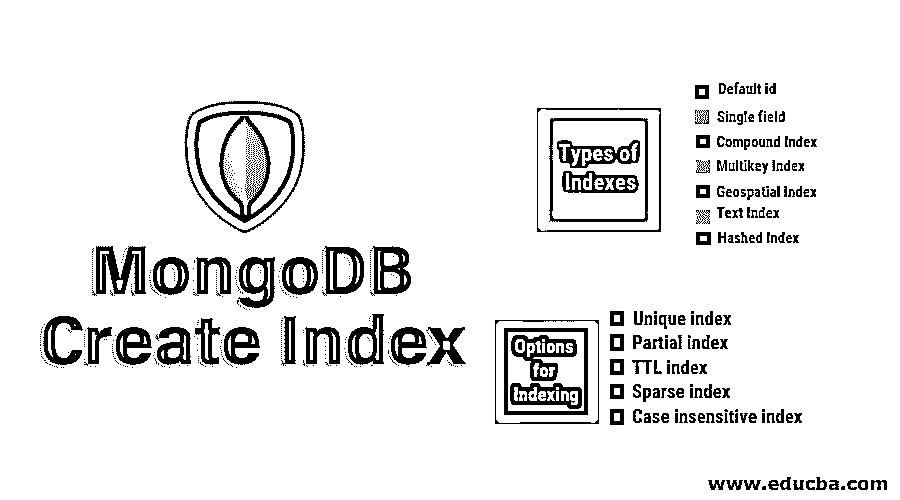 MongoDB
Create Index
Types of
Indexes
Default id
Single field
Compound Index
Multikey Index
Geospatial Index
Text Index
Hashed Index
Options
for
Indexing
Unique index
Partial index
TTL index
Sparse index
Case insensitive index
www.educba.com